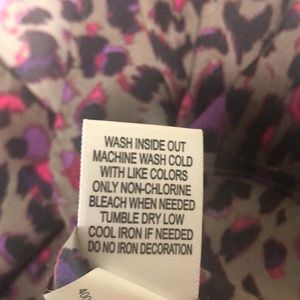 WASH INSIDE OUT
MACHINE WASH COLD
WITH LIKE COLORS
ONLY NON-CHLORINE
BLEACH WHEN NEEDED
TUMBLE DRY LOW
COOL IRON IF NEEDED
DO NO IRON DECORATION